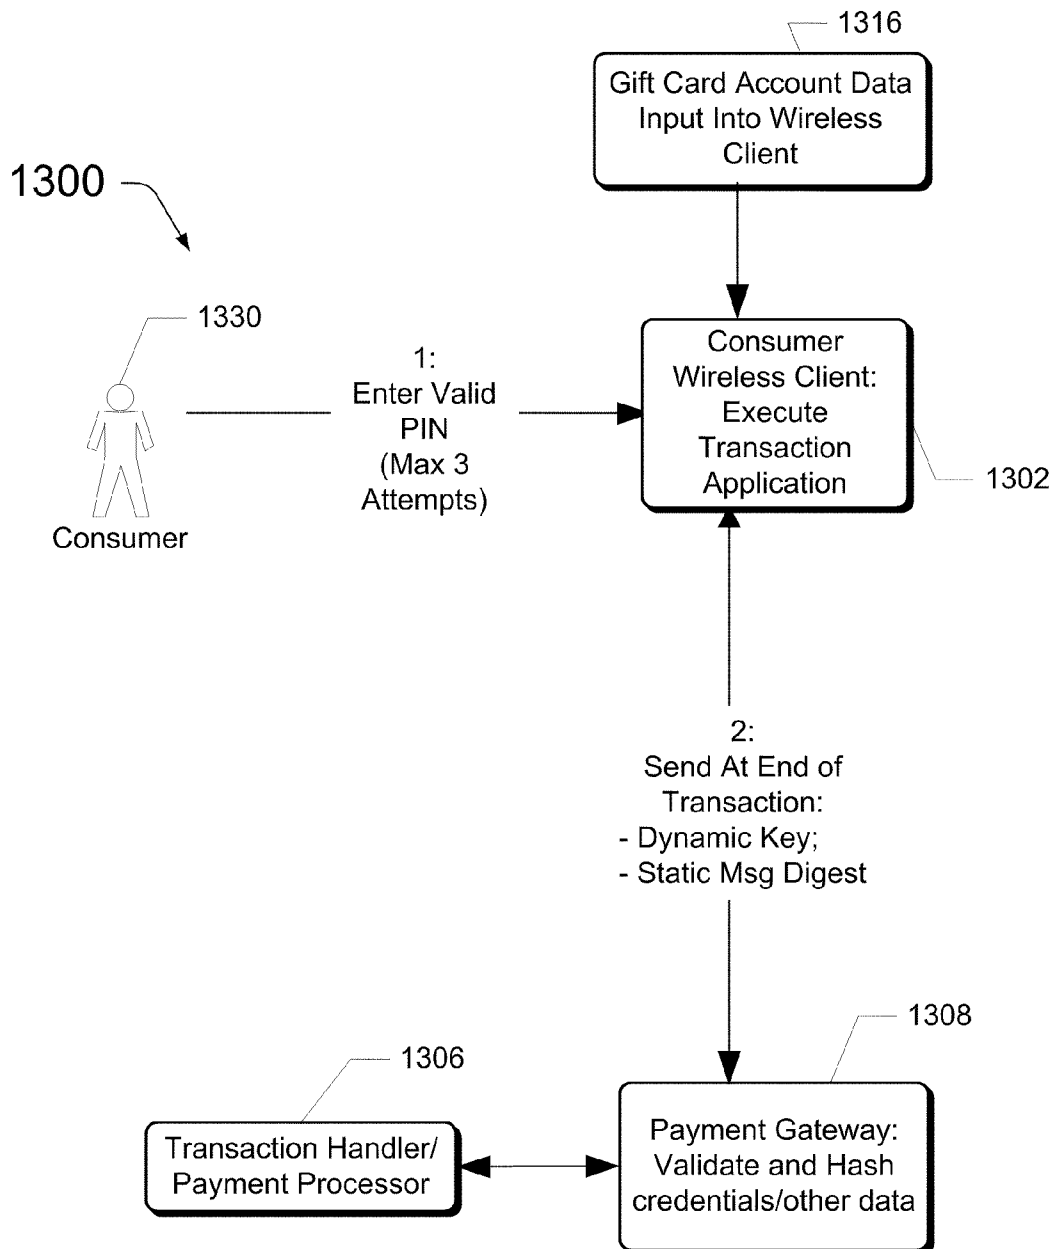 1316
Gift Card Account Data
Input Into Wireless
Client
1300
1330
1:
Enter Valid
PIN
(Max 3
Attempts)
Consumer
Consumer
Wireless Client:
Execute
Transaction
Application
1302
2:
Send At End of
Transaction:
- Dynamic Key;
- Static Msg Digest
1308
1306
Transaction Handler/
Payment Processor
Payment Gateway:
Validate and Hash
credentials/other data